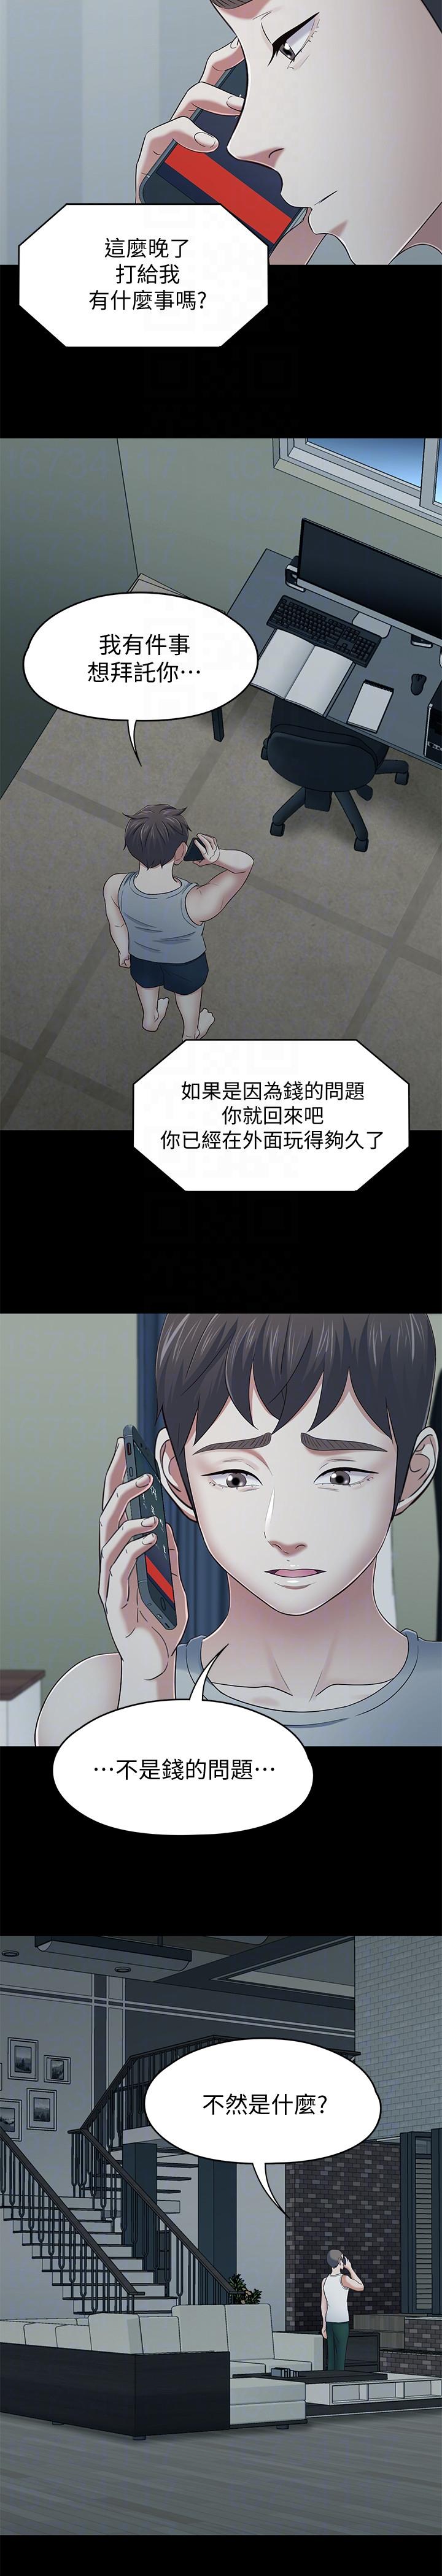 這麼晚了
打給我
有什麼事嗎?
我有件事
想拜託你⋯
如果是因為錢的問題
你就回來吧
你已經在外面玩得夠久了
⋯不是錢的問題⋯
不然是什麼?